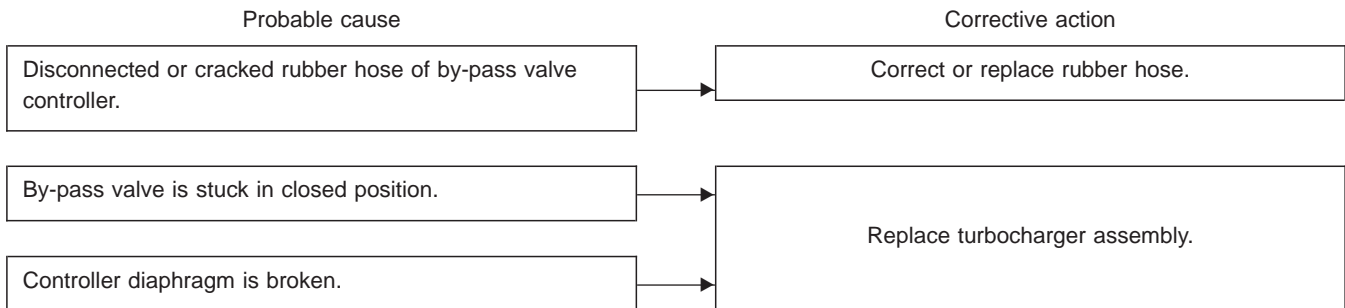 Probable cause
Corrective action
Disconnected or cracked rubber hose of by-pass valve
controller.
Correct or replace rubber hose.
By-pass valve is stuck in closed position.
Replace turbocharger assembly.
Controller diaphragm is broken.